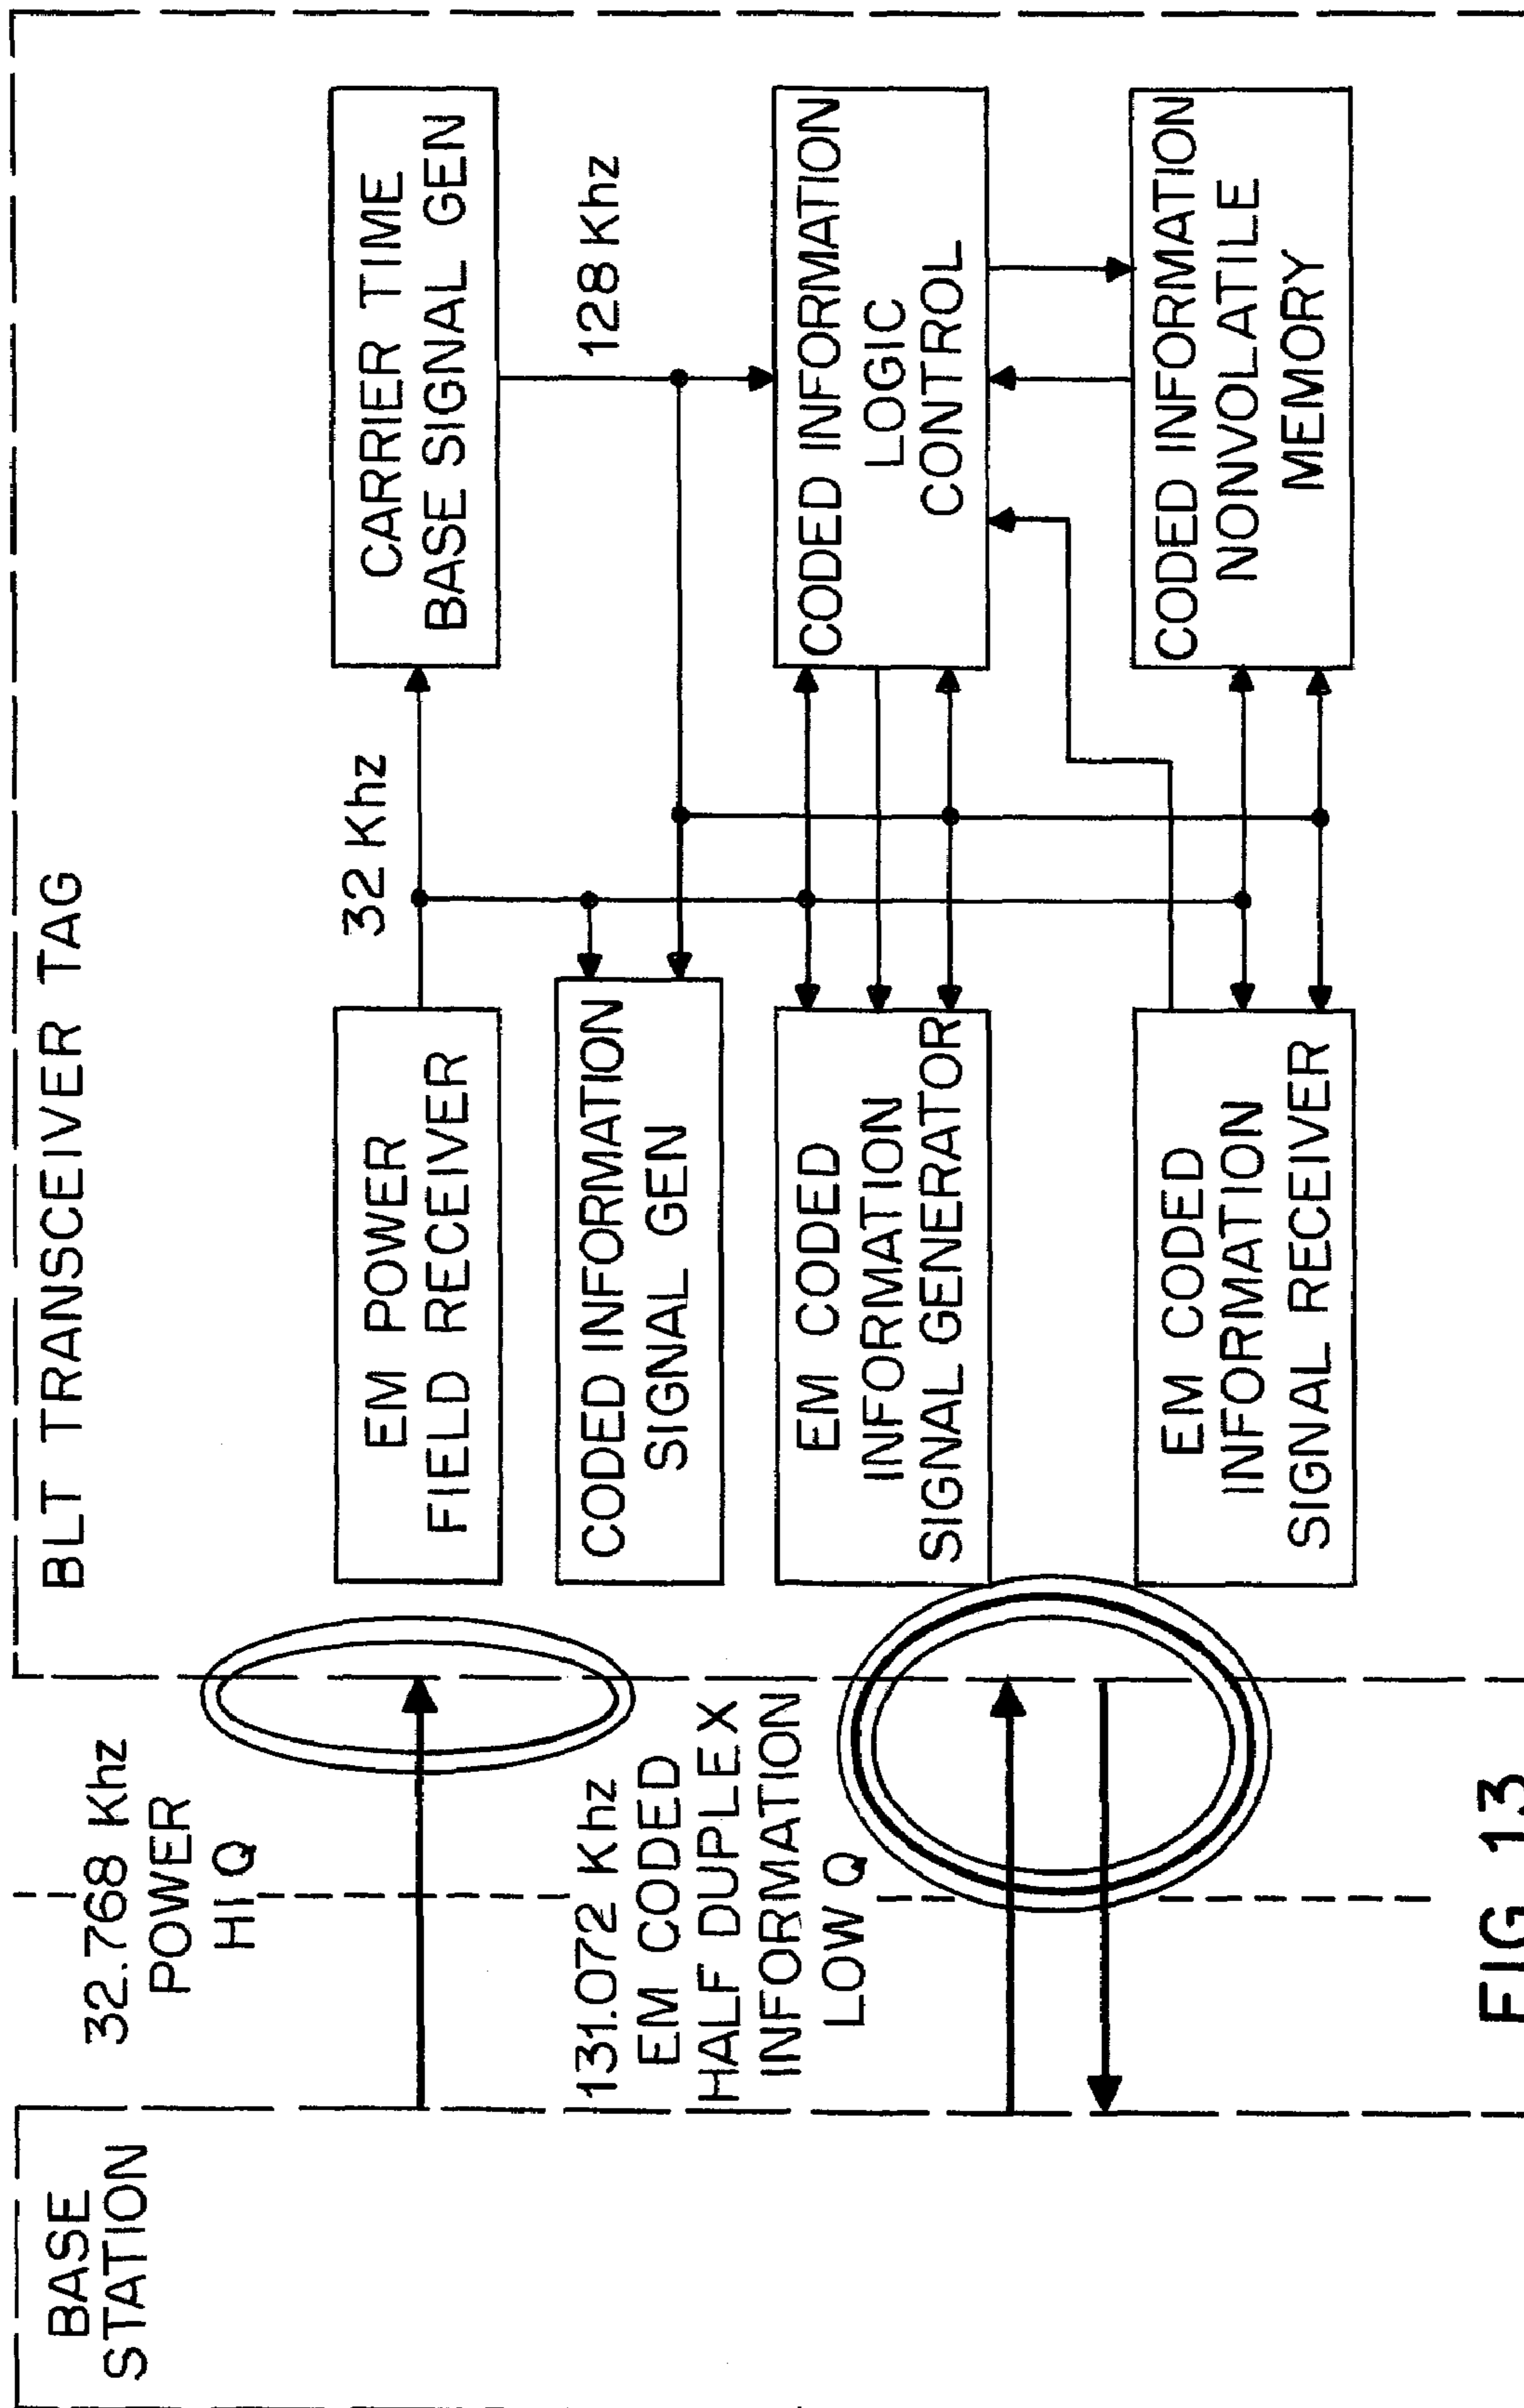 BASE
STATION
32.768 Khz
POWER
HI Q
131.072 Khz
EM CODED
HALF DUPLEX
INFORMATION
LOW Q
BLT TRANSCEIVER TAG
EM POWER
FIELD RECEIVER
32 Khz
CARRIER TIME
BASE SIGNAL GEN
CODED INFORMATION
SIGNAL GEN
128 Khz
EM CODED
INFORMATION
SIGNAL GENERATOR
CODED INFORMATION
LOGIC
CONTROL
EM CODED
INFORMATION
SIGNAL RECEIVER
CODED INFORMATION
NONVOLATILE
MEMORY
FIG 13